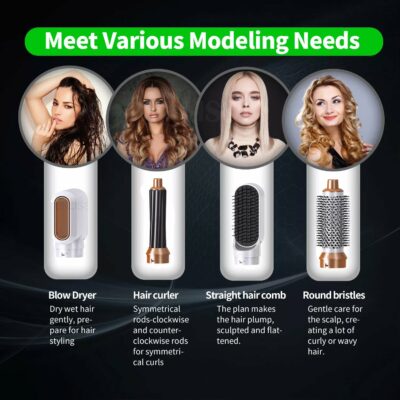 Meet Various Modeling Needs
Blow Dryer
Dry wet hair
gently, pre-
pare for hair
styling
Hair curler
Symmetrical
rods-clockwise
and counter-
clockwise rods
for symmetri-
cal curls
Straight hair comb
The plan makes
the hair plump,
sculpted and flat-
tened.
Round bristles
Gentle care for
the scalp, cre-
ating a lot of
curly or wavy
hair.